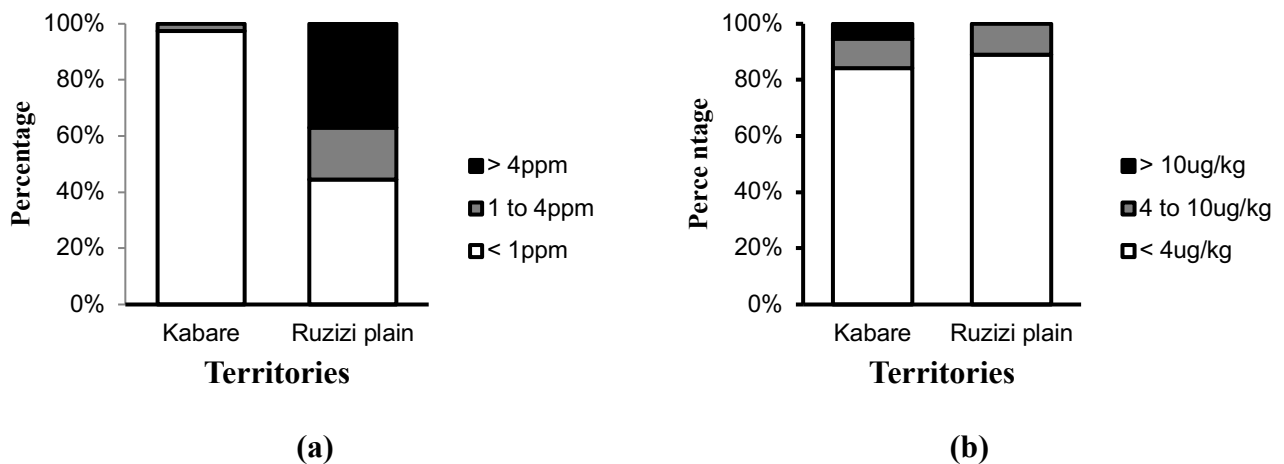 100%
80%
60%
40%
20%
0%
Percentage
Kabare
Ruzizi plain
Territories
> 4ppm
1 to 4ppm
< 1ppm
(a)
100%
80%
60%
40%
20%
0%
Perce ntage
Kabare
Ruzizi plain
Territories
> 10ug/kg
4 to 10ug/kg
< 4ug/kg
(b)